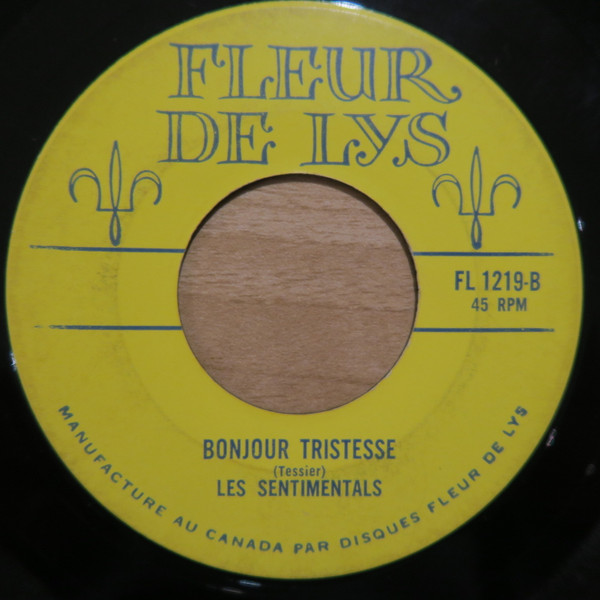 FLEUR
DE LYS
FL 1219-B
45 RPM
BONJOUR TRISTESSE
(Tessier)
LES SENTIMENTALS
MANUFACTURE AU CANADA PAR DISQUES FLEUR DE LYS